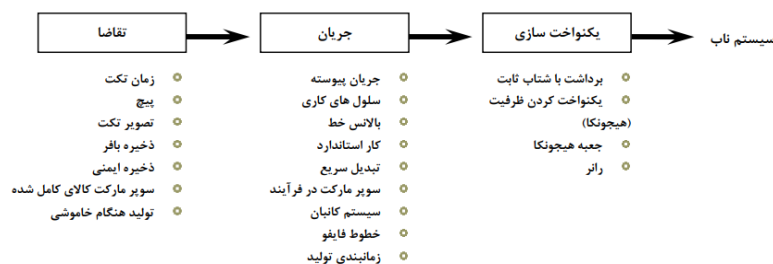 تقاضا
زمان تکت
پیچ
تصویر تکت
ذخیره بافر
ذخیره ایمنی
سوپر مارکت کالای کامل شده
تولید هنگام خاموشی
جریان
جریان پیوسته
سلول های کاری
بالانس خط
کار استاندارد
تبدیل سریع
سوپر مارکت در فرآیند
سیستم کانبان
خطوط فایفو
زمانبندی تولید
یکنواخت سازی
برداشت با شتاب ثابت
یکنواخت کردن ظرفیت
(هیجونکا)
جعبه هیجونکا
رانر
سیستم ناب